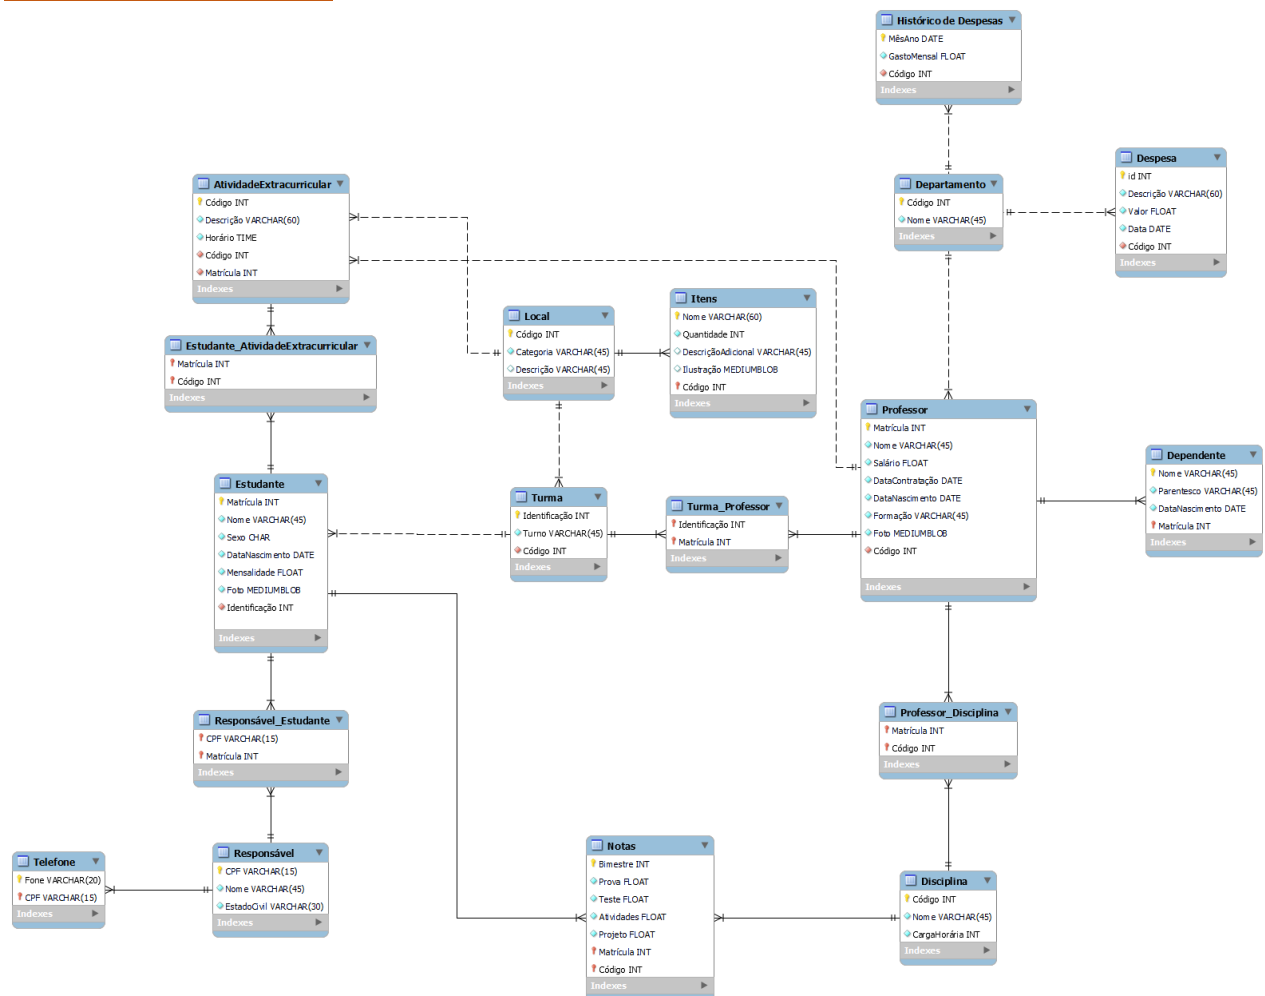 Histórico de Despesas
MêsAno DATE
GastoMensal FLOAT
Código INT
Indexes
Despesa
id INT
Descrição VARCHAR(60)
Valor FLOAT
Data DATE
Código INT
Indexes
AtividadeExtracurricular
Código INT
Descrição VARCHAR(60)
Horário TIME
Código INT
Matrícula INT
Indexes
Departamento
Código INT
Nome VARCHAR(45)
Indexes
Itens
Nome VARCHAR(60)
Quantidade INT
DescriçãoAdicional VARCHAR(45)
Ilustração MEDIUMBLOB
Código INT
Indexes
Local
Código INT
Categoria VARCHAR(45)
Descrição VARCHAR(45)
Indexes
Estudante_AtividadeExtracurricular
Matrícula INT
Código INT
Indexes
Professor
Matrícula INT
Nome VARCHAR(45)
Salário FLOAT
DataContratação DATE
DataNascimento DATE
Formação VARCHAR(45)
Foto MEDIUMBLOB
Código INT
Indexes
Dependente
Nome VARCHAR(45)
Parentesco VARCHAR(45)
DataNascimento DATE
Matrícula INT
Indexes
Estudante
Matrícula INT
Nome VARCHAR(45)
Sexo CHAR
DataNascimento DATE
Mensalidade FLOAT
Foto MEDIUMBLOB
Identificação INT
Indexes
Turma
Identificação INT
Turno VARCHAR(45)
Código INT
Indexes
Turma_Professor
Identificação INT
Matrícula INT
Indexes
Professor_Disciplina
Matrícula INT
Código INT
Indexes
Responsável_Estudante
CPF VARCHAR(15)
Matrícula INT
Indexes
Notas
Bimestre INT
Prova FLOAT
Teste FLOAT
Atividades FLOAT
Projeto FLOAT
Matrícula INT
Código INT
Indexes
Responsável
CPF VARCHAR(15)
Nome VARCHAR(45)
EstadoCivil VARCHAR(30)
Indexes
Telefone
Fone VARCHAR(20)
CPF VARCHAR(15)
Indexes
Disciplina
Código INT
Nome VARCHAR(45)
CargaHorária INT
Indexes